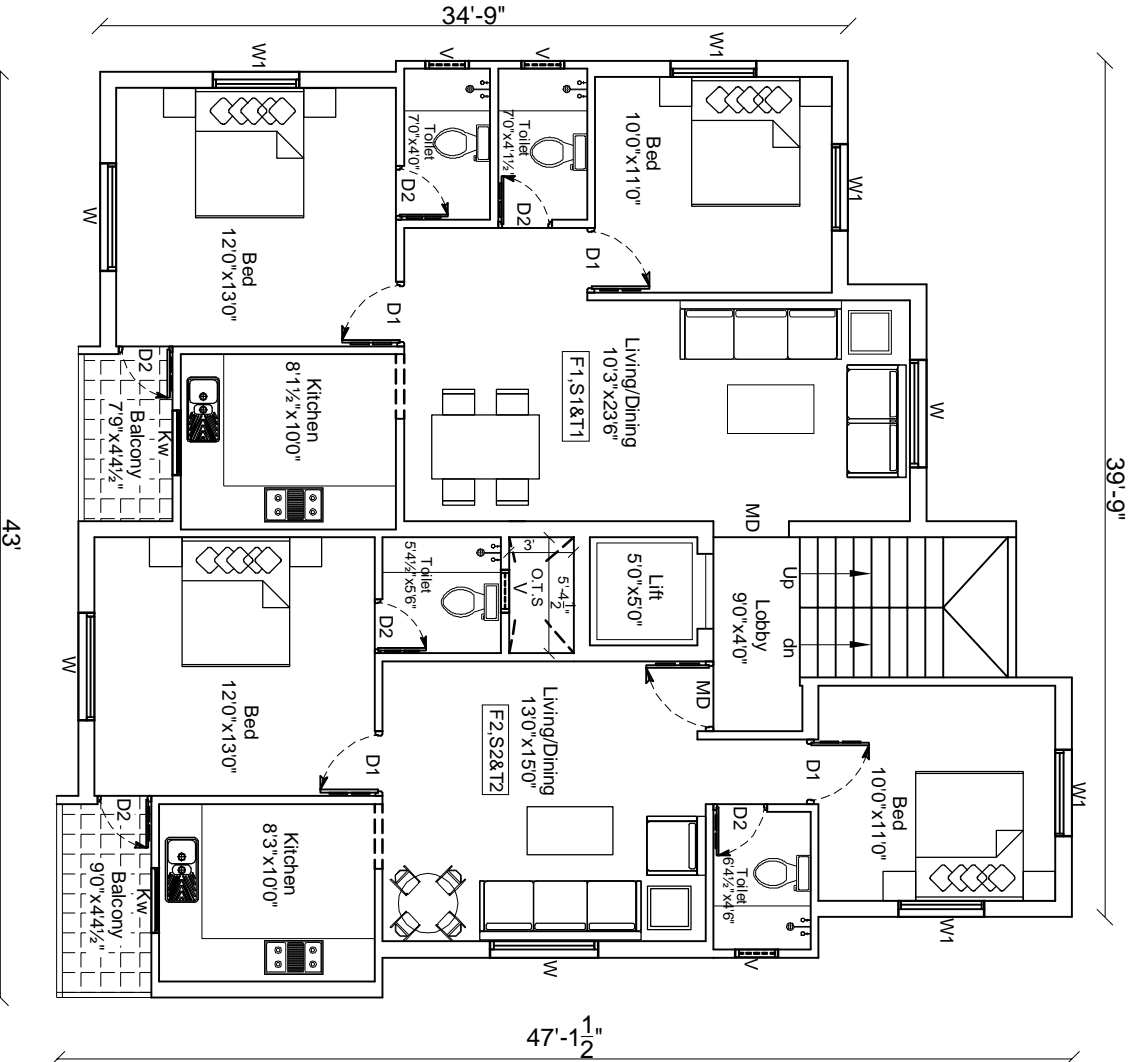 34'-9"
W1
V
V
W1
Toilet
7'0"x4'0"
Toilet
7'0"x4'1½"
Bed
10'0"x11'0"
W1
W
D2
D2
Bed
12'0"x13'0"
D1
D1
39'-9"
Living/Dining
10'3"x23'6"
F1,S1&T1
W
D2
Kitchen
8'1½"x10'0"
Kw
Balcony
7'9"x4'4½"
MD
43'
3'
5'-4½"
O.T.S
V
Toilet
5'4½"x5'6"
Lift
5'0"x5'0"
Up
dn
Lobby
9'0"x4'0"
D2
W
Bed
12'0"x13'0"
MD
Living/Dining
13'0"x15'0"
F2,S2&T2
D1
D1
W1
Bed
10'0"x11'0"
D2
Kitchen
8'3"x10'0"
D2
Toilet
6'4½"x4'6"
Kw
Balcony
9'0"x4'4½"
W
V
W1
47'-1½"